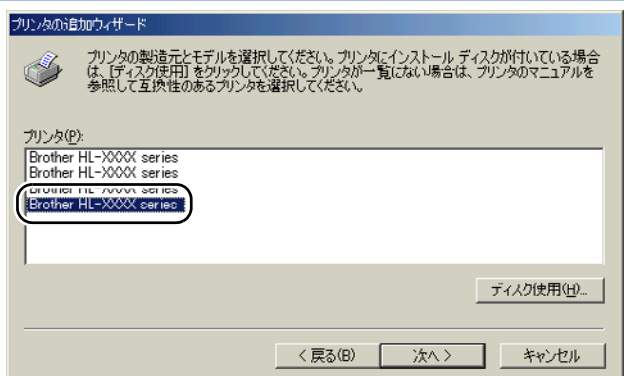 プリンタの追加ウィザード
プリンタの製造元とモデルを選択してください。プリンタにインストール ディスクが付いている場合
は、[ディスク使用] をクリックしてください。プリンタが一覧にない場合は、プリンタのマニュアルを
参照して互換性のあるプリンタを選択してください。
プリンタ(P):
Brother HL-XXXX series
Brother HL-XXXX series
Brother HL-XXXX series
Brother HL-XXXX series
ディスク使用(H)...
< 戻る(B)
次へ >
キャンセル